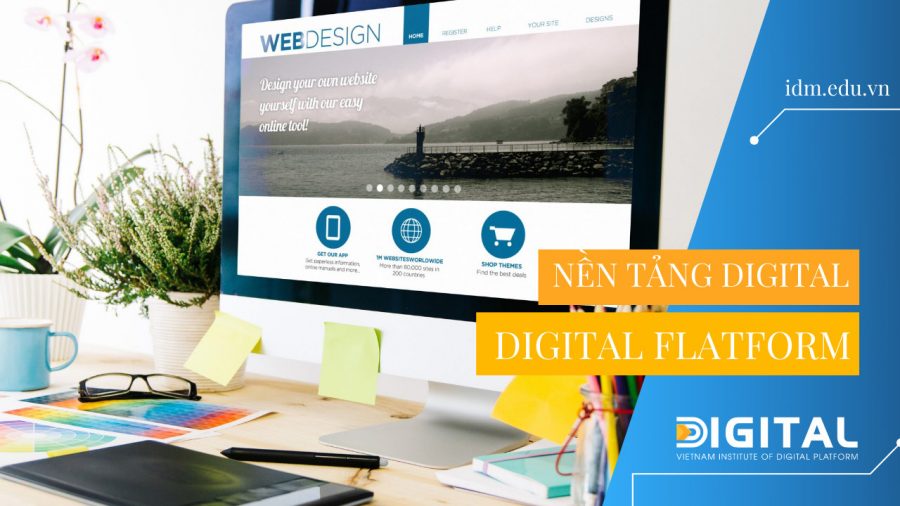 WEBDESIGN
HOME
REGISTER
HELP
YOUR SITE
DESIGNS
Design your own website
yourself with our easy
online tool!
GET OUR APP
Get paperless information,
online manuals and more...
1M WEBSITESWORLDWIDE
More than 60,000 sites in
200 countries
SHOP THEMES
Find the best deals
idm.edu.vn
NỀN TẢNG DIGITAL
DIGITAL FLATFORM
DIGITAL
VIETNAM INSTITUTE OF DIGITAL PLATFORM